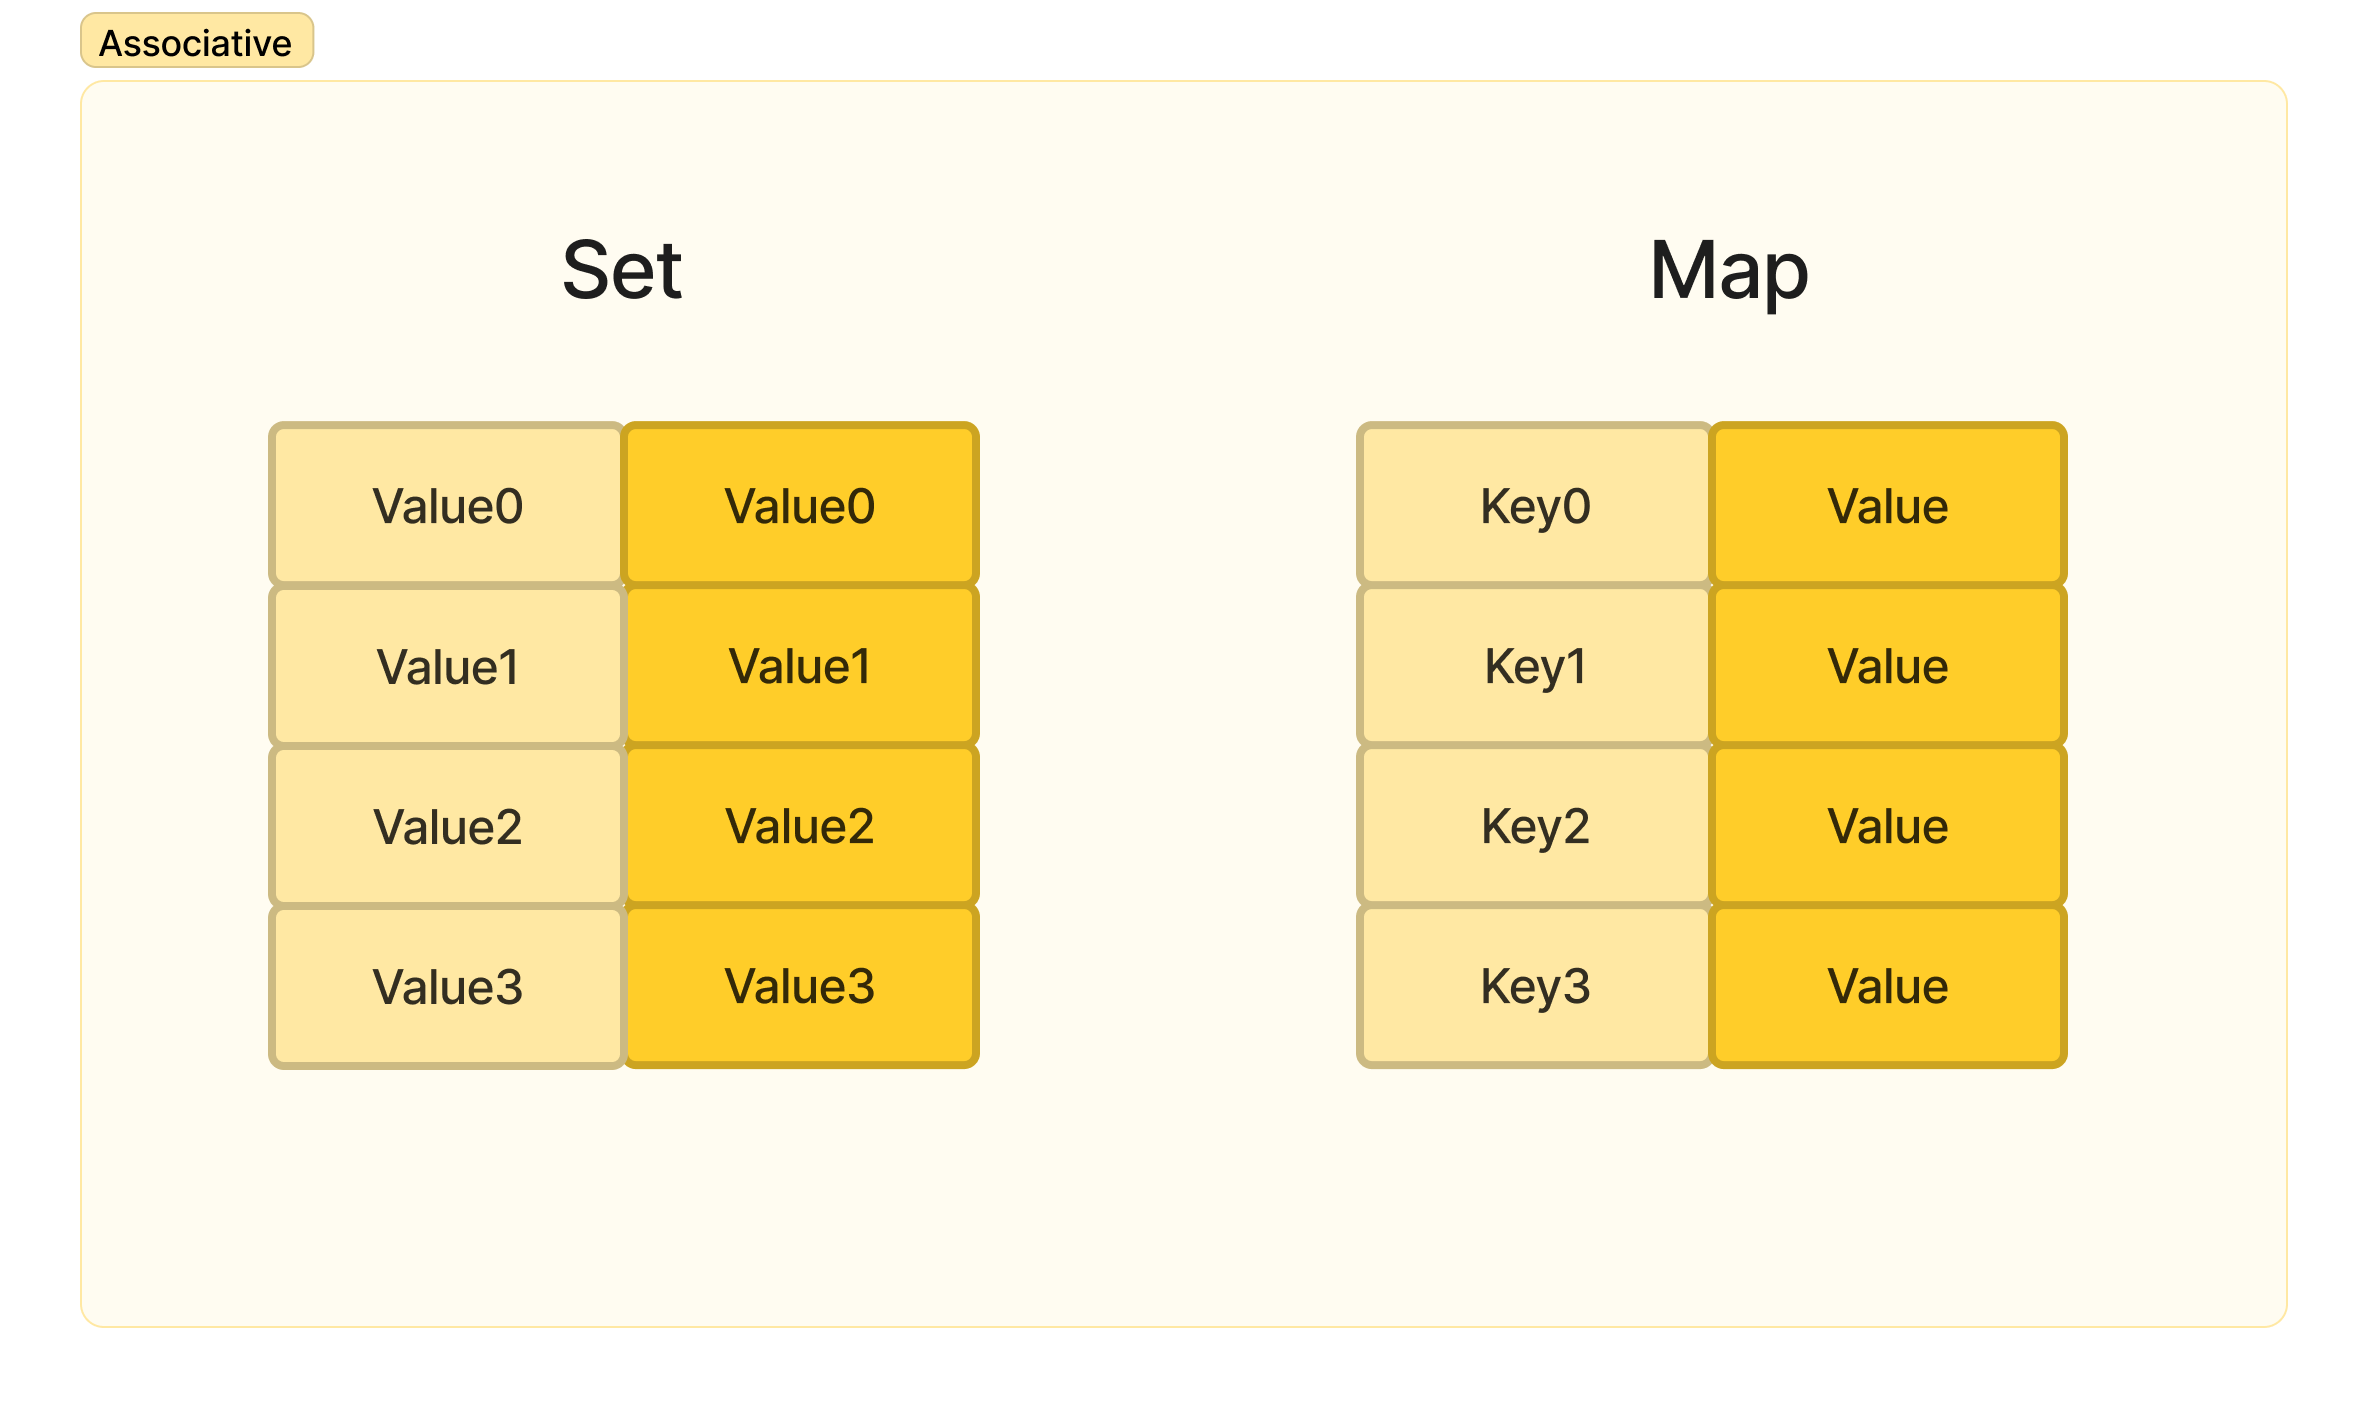 Associative
Set
Map
Value0 Value0
Value1 Value1
Value2 Value2
Value3 Value3
Key0 Value
Key1 Value
Key2 Value
Key3 Value